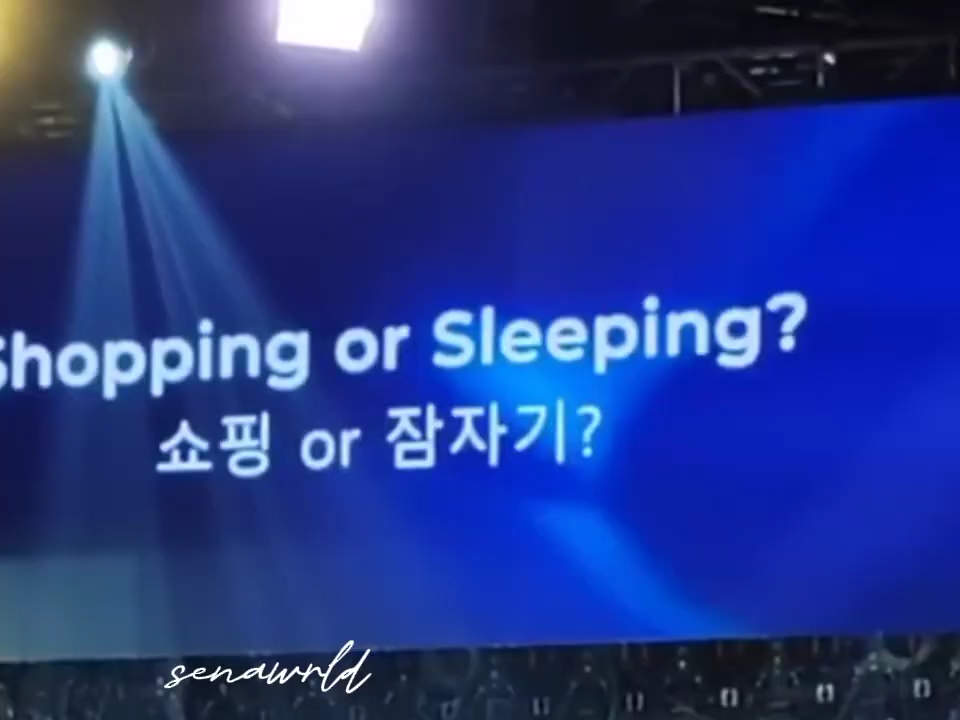 Shopping or Sleeping?
쇼핑 or 잠자기?
senawrld